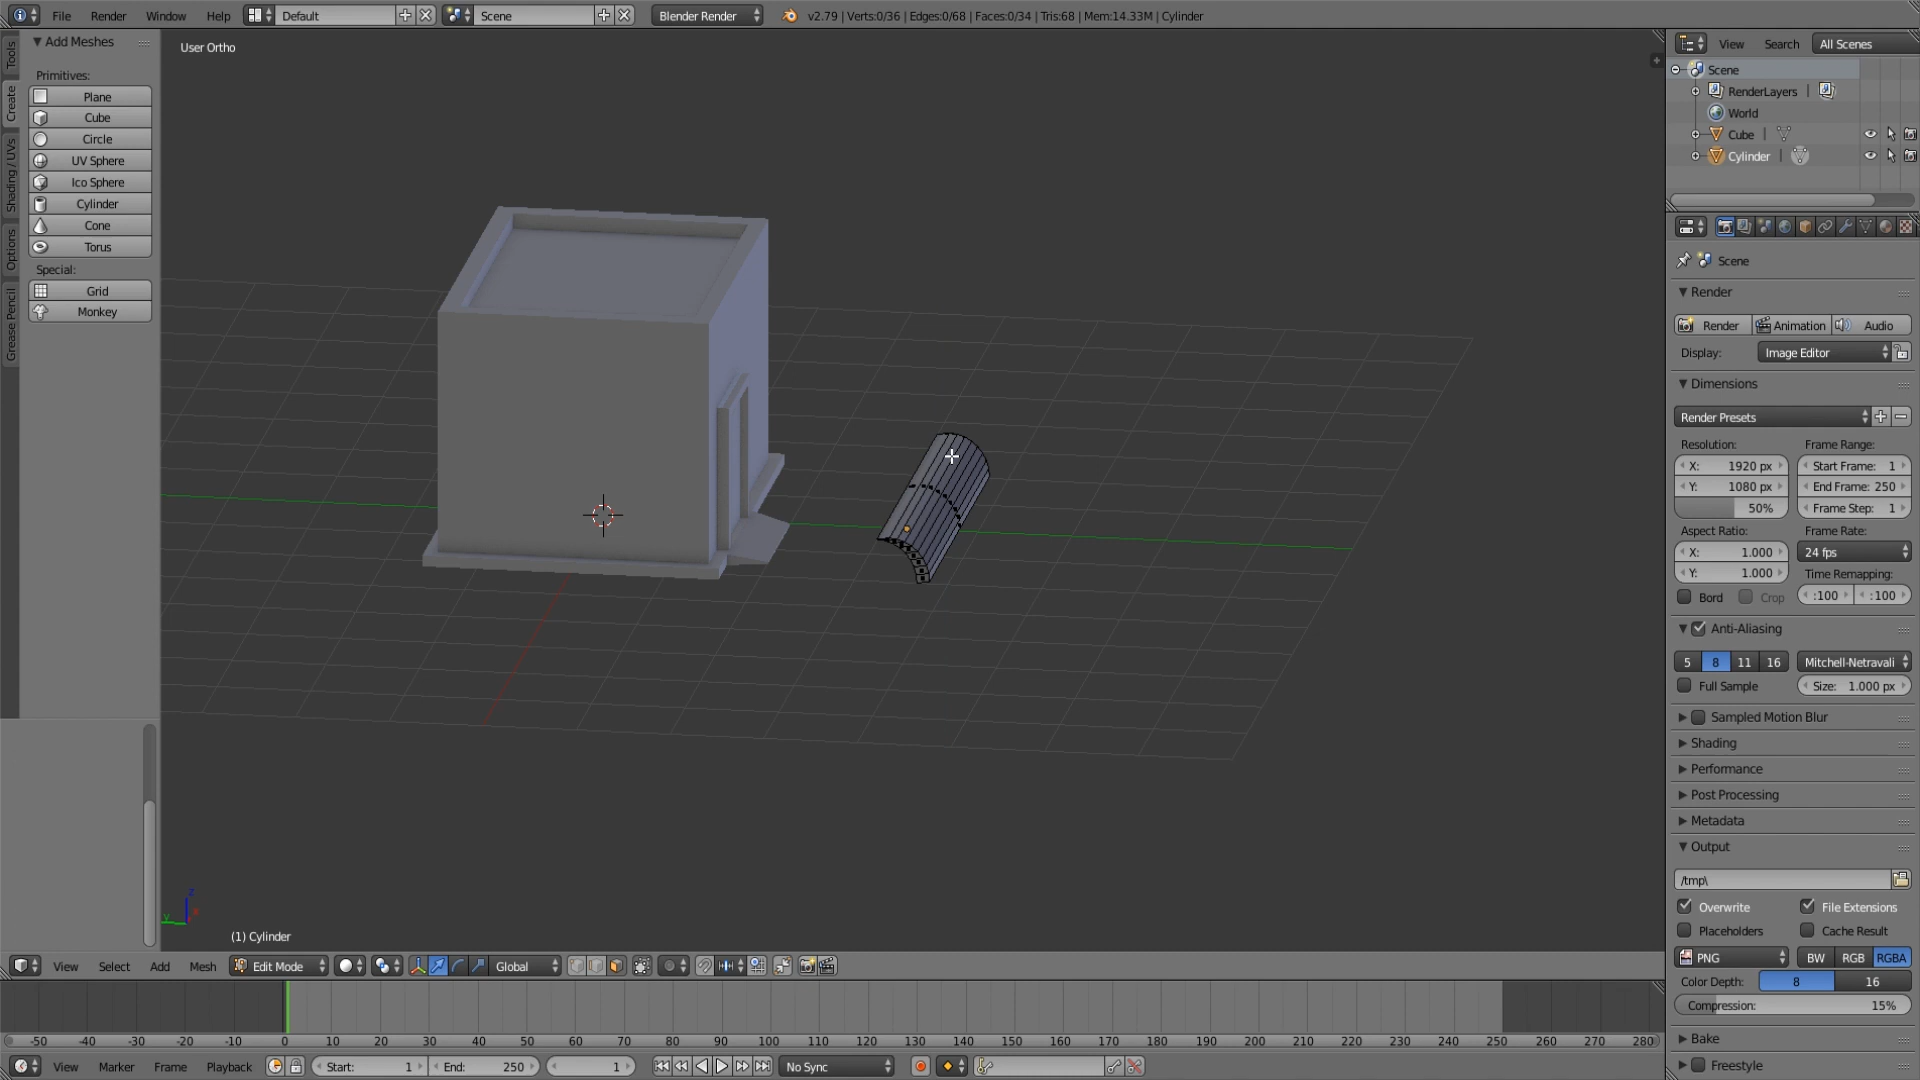 File Render Window Help Default Scene Blender Render v2.79 | Verts:0/36 | Edges:0/68 | Faces:0/34 | Tris:68 | Mem:14.33M | Cylinder
Tools
Create
Shading / UVs
Options
Grease Pencil
Add Meshes
Primitives:
Plane
Cube
Circle
UV Sphere
Ico Sphere
Cylinder
Cone
Torus
Special:
Grid
Monkey
User Ortho
z
x
y
(1) Cylinder
View Select Add Mesh Edit Mode Global
-50 -40 -30 -20 -10 0 10 20 30 40 50 60 70 80 90 100 110 120 130 140 150 160 170 180 190 200 210 220 230 240 250 260 270 280
View Marker Frame Playback Start: 1 End: 250 1 No Sync
View Search All Scenes
Scene
RenderLayers |
World
Cube |
Cylinder |
Scene
Render
Render Animation Audio
Display: Image Editor
Dimensions
Render Presets
Resolution: Frame Range:
X: 1920 px Start Frame: 1
Y: 1080 px End Frame: 250
50% Frame Step: 1
Aspect Ratio: Frame Rate:
X: 1.000 24 fps
Y: 1.000 Time Remapping:
Bord Crop :100 :100
Anti-Aliasing
5 8 11 16 Mitchell-Netravali
Full Sample Size: 1.000 px
Sampled Motion Blur
Shading
Performance
Post Processing
Metadata
Output
/tmp\
Overwrite File Extensions
Placeholders Cache Result
PNG BW RGB RGBA
Color Depth: 8 16
Compression: 15%
Bake
Freestyle